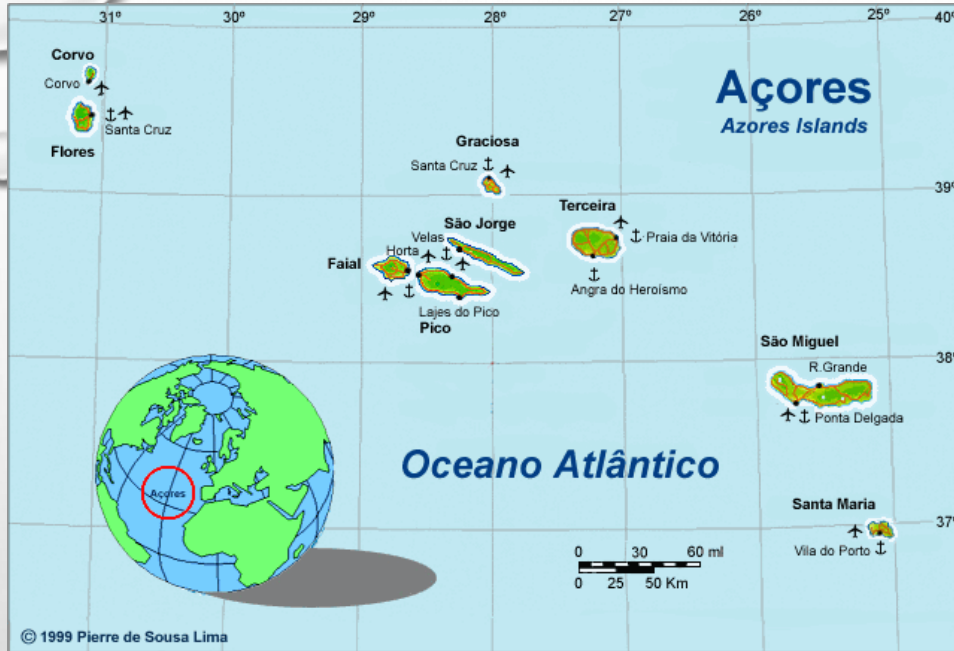 31º 30º 29º 28º 27º 26º 25º 40º
Corvo
Corvo
Santa Cruz
Flores
Açores
Azores Islands
Graciosa
Santa Cruz
39º
Terceira
Praia da Vitória
Angra do Heroísmo
São Jorge
Velas
Horta
Faial
Lajes do Pico
Pico
São Miguel
38º
R.Grande
Ponta Delgada
Oceano Atlântico
Açores
Santa Maria
37º
Vila do Porto
0 30 60 ml
0 25 50 Km
© 1999 Pierre de Sousa Lima